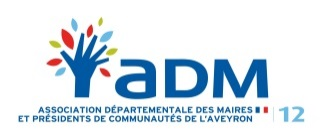 aDM
ASSOCIATION DÉPARTEMENTALE DES MAIRES
ET PRÉSIDENTS DE COMMUNAUTÉS DE L'AVEYRON 12